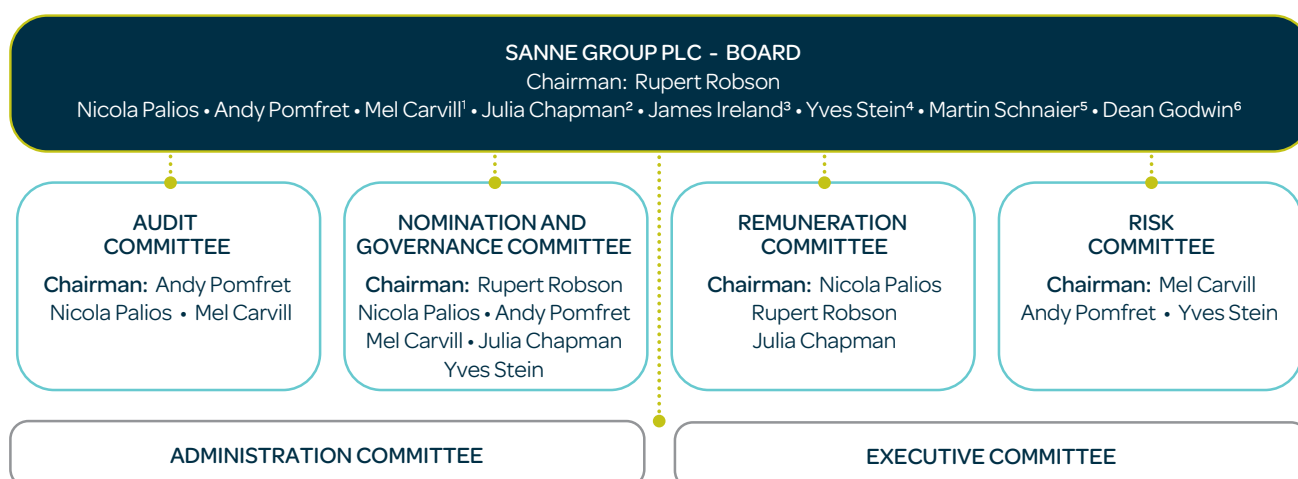 SANNE GROUP PLC - BOARD
Chairman: Rupert Robson
Nicola Palios • Andy Pomfret • Mel Carvill¹ • Julia Chapman² • James Ireland³ • Yves Stein⁴ • Martin Schnaier⁵ • Dean Godwin⁶
AUDIT
COMMITTEE
Chairman: Andy Pomfret
Nicola Palios • Mel Carvill
NOMINATION AND
GOVERNANCE COMMITTEE
Chairman: Rupert Robson
Nicola Palios • Andy Pomfret
Mel Carvill • Julia Chapman
Yves Stein
REMUNERATION
COMMITTEE
Chairman: Nicola Palios
Rupert Robson
Julia Chapman
RISK
COMMITTEE
Chairman: Mel Carvill
Andy Pomfret • Yves Stein
ADMINISTRATION COMMITTEE
EXECUTIVE COMMITTEE